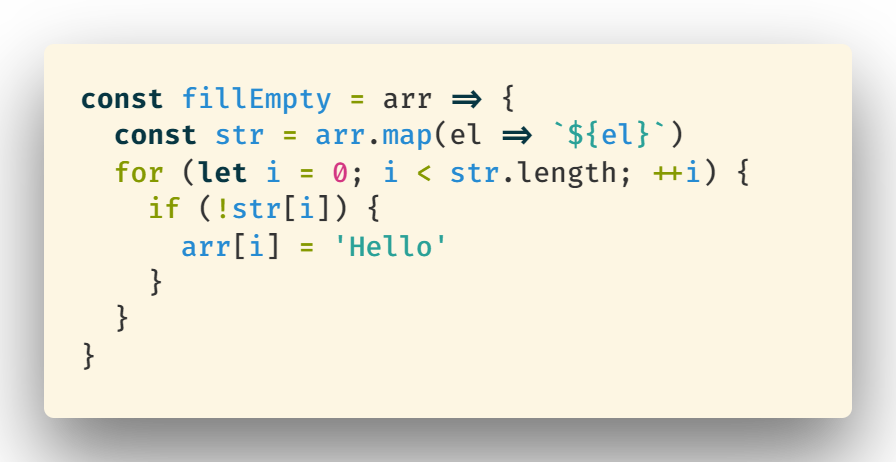 const fillEmpty = arr => {
  const str = arr.map(el => `${el}`)
  for (let i = 0; i < str.length; ++i) {
    if (!str[i]) {
      arr[i] = 'Hello'
    }
  }
}